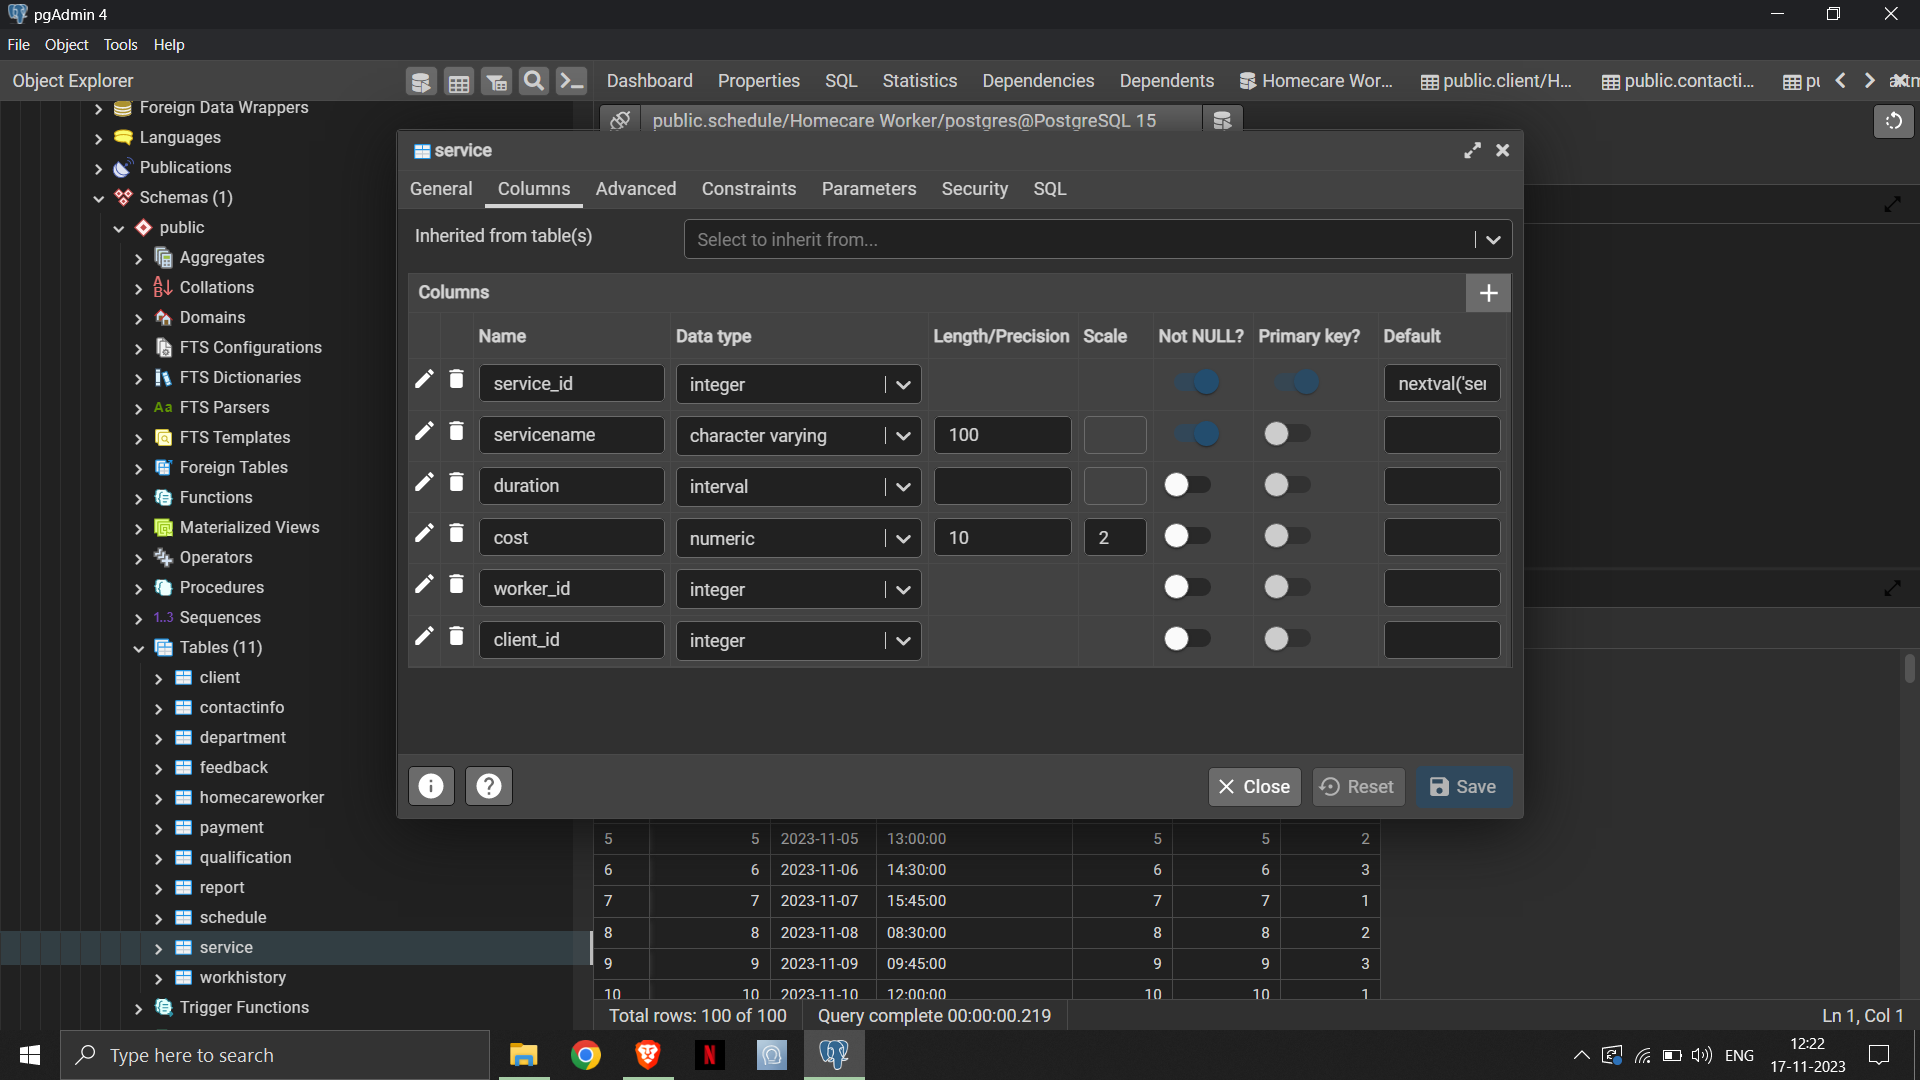 pgAdmin 4
File Object Tools Help
Object Explorer
Dashboard Properties SQL Statistics Dependencies Dependents Homecare Wor... public.client/H... public.contacti...
public.schedule/Homecare Worker/postgres@PostgreSQL 15
Foreign Data Wrappers
Languages
Publications
Schemas (1)
public
Aggregates
Collations
Domains
FTS Configurations
FTS Dictionaries
Aa FTS Parsers
FTS Templates
Foreign Tables
Functions
Materialized Views
Operators
Procedures
1..3 Sequences
Tables (11)
client
contactinfo
department
feedback
homecareworker
payment
qualification
report
schedule
service
workhistory
Trigger Functions
service
General Columns Advanced Constraints Parameters Security SQL
Inherited from table(s) Select to inherit from...
Columns
Name Data type Length/Precision Scale Not NULL? Primary key? Default
service_id integer nextval('ser
servicename character varying 100
duration interval
cost numeric 10 2
worker_id integer
client_id integer
Close Reset Save
5 5 2023-11-05 13:00:00 5 5 2
6 6 2023-11-06 14:30:00 6 6 3
7 7 2023-11-07 15:45:00 7 7 1
8 8 2023-11-08 08:30:00 8 8 2
9 9 2023-11-09 09:45:00 9 9 3
10 10 2023-11-10 12:00:00 10 10 1
Total rows: 100 of 100 Query complete 00:00:00.219 Ln 1, Col 1
Type here to search
ENG
12:22
17-11-2023